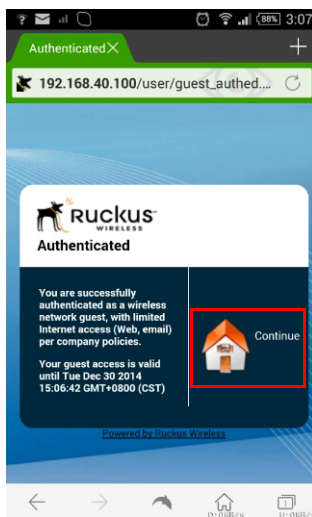 88% 3:07
Authenticated
192.168.40.100/user/guest_authed....
RUCKUS
WIRELESS
Authenticated
You are successfully
authenticated as a wireless
network guest, with limited
Internet access (Web, email)
per company policies.
Your guest access is valid
until Tue Dec 30 2014
15:06:42 GMT+0800 (CST)
Continue
Powered by Ruckus Wireless
1